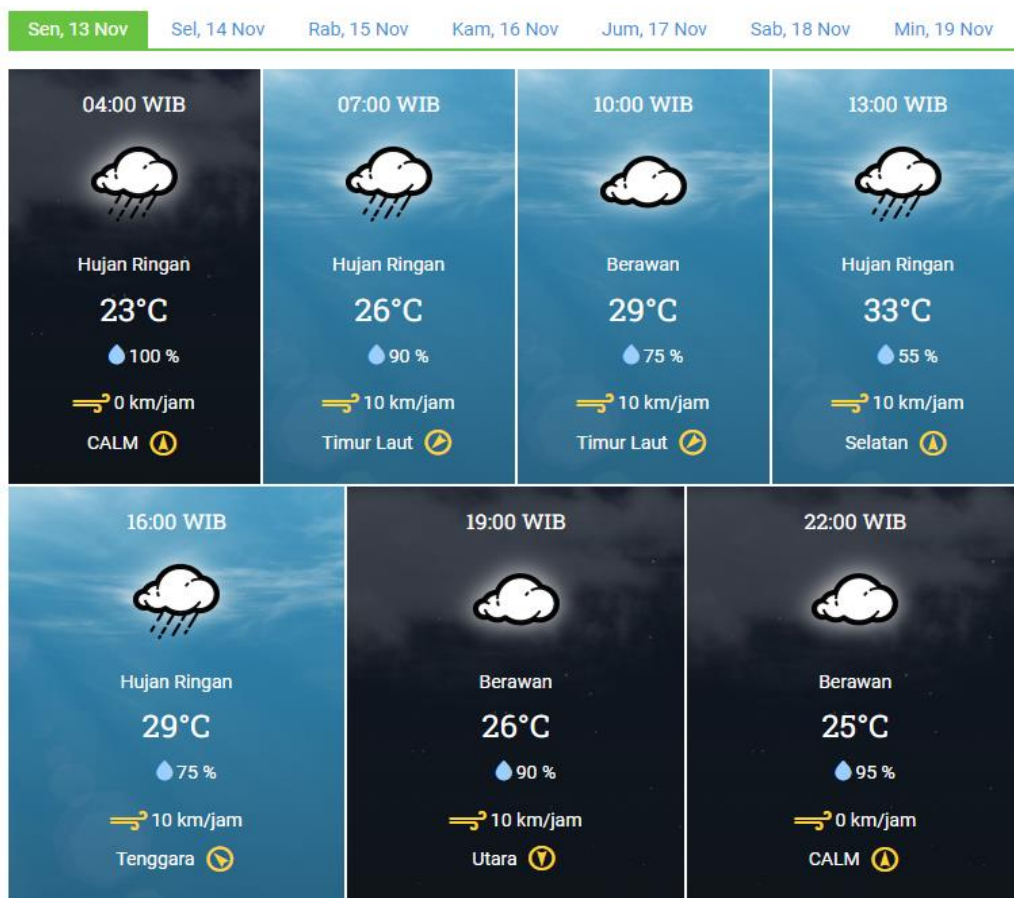 Sen, 13 Nov Sel, 14 Nov Rab, 15 Nov Kam, 16 Nov Jum, 17 Nov Sab, 18 Nov Min, 19 Nov
04:00 WIB
Hujan Ringan
23°C
100 %
0 km/jam
CALM
07:00 WIB
Hujan Ringan
26°C
90 %
10 km/jam
Timur Laut
10:00 WIB
Berawan
29°C
75 %
10 km/jam
Timur Laut
13:00 WIB
Hujan Ringan
33°C
55 %
10 km/jam
Selatan
16:00 WIB
Hujan Ringan
29°C
75 %
10 km/jam
Tenggara
19:00 WIB
Berawan
26°C
90 %
10 km/jam
Utara
22:00 WIB
Berawan
25°C
95 %
0 km/jam
CALM